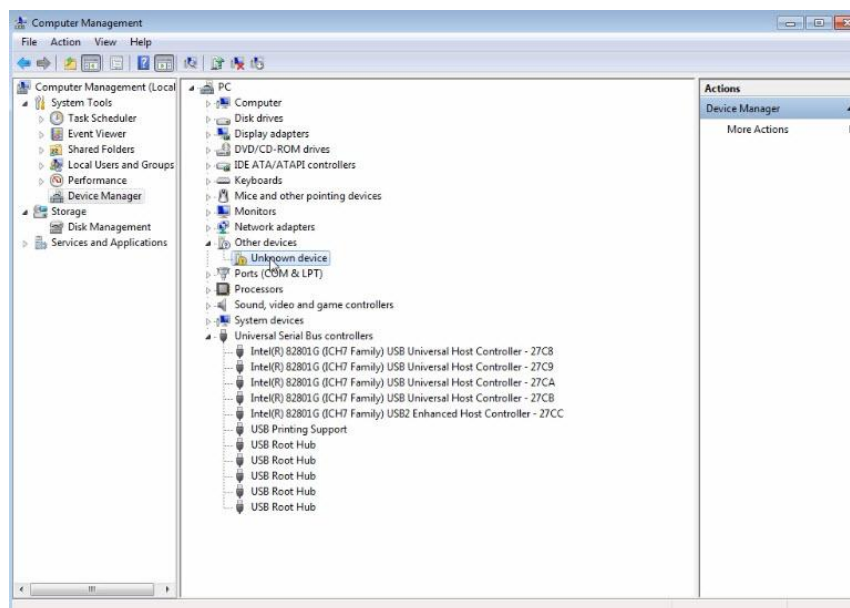 Computer Management
File Action View Help
Computer Management (Local
System Tools
Task Scheduler
Event Viewer
Shared Folders
Local Users and Groups
Performance
Device Manager
Storage
Disk Management
Services and Applications
PC
Computer
Disk drives
Display adapters
DVD/CD-ROM drives
IDE ATA/ATAPI controllers
Keyboards
Mice and other pointing devices
Monitors
Network adapters
Other devices
Unknown device
Ports (COM & LPT)
Processors
Sound, video and game controllers
System devices
Universal Serial Bus controllers
Intel(R) 82801G (ICH7 Family) USB Universal Host Controller - 27C8
Intel(R) 82801G (ICH7 Family) USB Universal Host Controller - 27C9
Intel(R) 82801G (ICH7 Family) USB Universal Host Controller - 27CA
Intel(R) 82801G (ICH7 Family) USB Universal Host Controller - 27CB
Intel(R) 82801G (ICH7 Family) USB2 Enhanced Host Controller - 27CC
USB Printing Support
USB Root Hub
USB Root Hub
USB Root Hub
USB Root Hub
USB Root Hub
Actions
Device Manager
More Actions